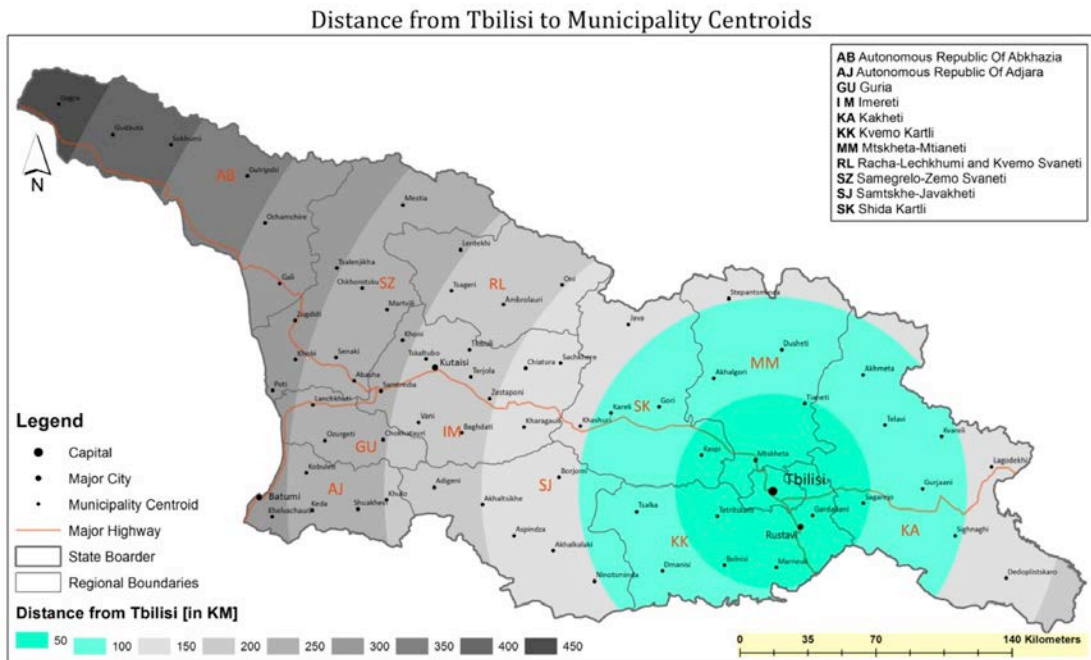 Distance from Tbilisi to Municipality Centroids
AB Autonomous Republic Of Abkhazia
AJ Autonomous Republic Of Adjara
GU Guria
I M Imereti
KA Kakheti
KK Kvemo Kartli
MM Mtskheta-Mtianeti
RL Racha-Lechkhumi and Kvemo Svaneti
SZ Samegrelo-Zemo Svaneti
SJ Samtskhe-Javakheti
SK Shida Kartli
N
Gagra
Gudauta
Sokhumi
AB
Gulripshi
Ochamchire
Mestia
Lentekhi
Tsalenjikha
Gali
Chkhorotsku
SZ
Tsageri
RL
Oni
Ambrolauri
Martvili
Stepantsminda
Zugdidi
Java
Khoni
Khobi
Senaki
Tskaltubo
Tkibuli
Kutaisi
Chiatura
Sachkhere
MM
Dusheti
Abasha
Terjola
Akhalgori
Akhmeta
Poti
Lanchkhuti
Samtredia
Zestaponi
SK
Gori
Kareli
Tianeti
Vani
IM
Baghdati
Kharagauli
Khashuri
Telavi
Kvareli
Ozurgeti
GU
Chokhatauri
Kaspi
Mtskheta
Lagodekhi
Kobuleti
AJ
Adigeni
Borjomi
SJ
Tbilisi
Gurjaani
Batumi
Keda
Shuakhevi
Khulo
Akhaltsikhe
Tsalka
Tetritskaro
Gardabani
Sagarejo
Khelvachauri
Aspindza
KK
Rustavi
KA
Sighnaghi
Akhalkalaki
Ninotsminda
Dmanisi
Bolnisi
Marneuli
Dedoplistskaro
Legend
Capital
Major City
Municipality Centroid
Major Highway
State Boarder
Regional Boundaries
Distance from Tbilisi [in KM]
50 100 150 200 250 300 350 400 450
0 35 70 140 Kilometers